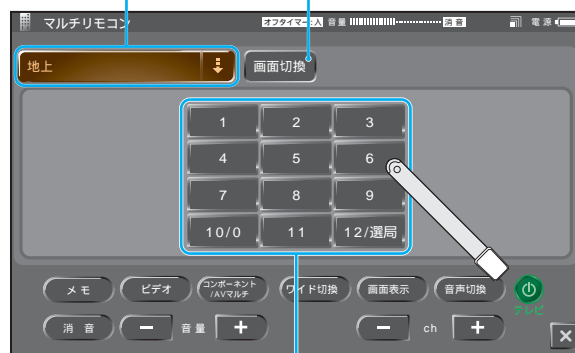 マルチリモコン オフタイマー:入 音量 消音 電源
地上 画面切換
1 2 3
4 5 6
7 8 9
10/0 11 12/選局
メモ ビデオ コンポーネント/AVマルチ ワイド切換 画面表示 音声切換
テレビ
消音 － 音量 ＋ － ch ＋